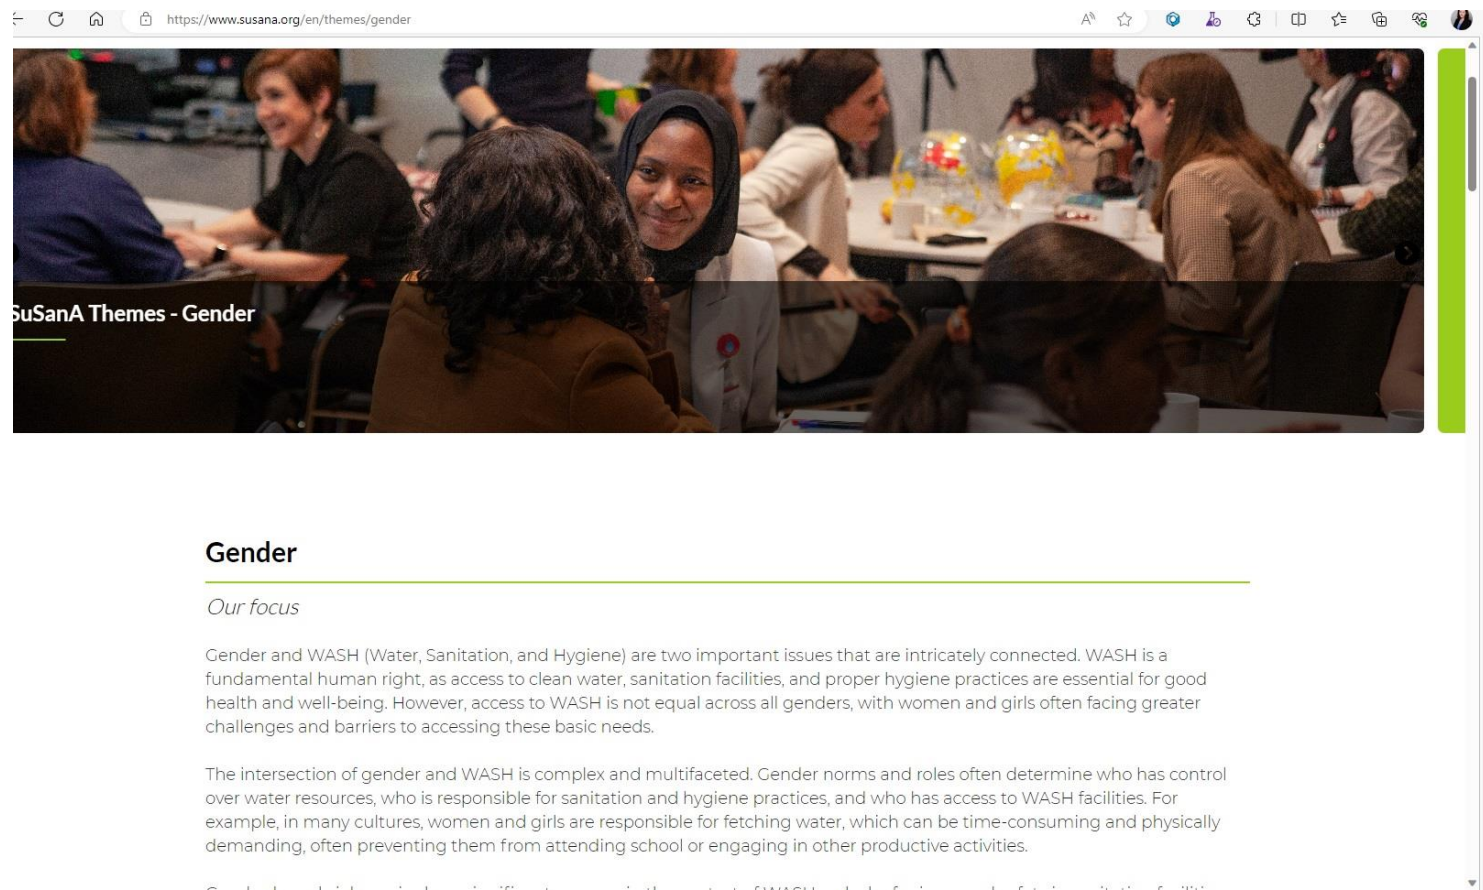 https://www.susana.org/en/themes/gender
SuSanA Themes - Gender
Gender
Our focus
Gender and WASH (Water, Sanitation, and Hygiene) are two important issues that are intricately connected. WASH is a
fundamental human right, as access to clean water, sanitation facilities, and proper hygiene practices are essential for good
health and well-being. However, access to WASH is not equal across all genders, with women and girls often facing greater
challenges and barriers to accessing these basic needs.
The intersection of gender and WASH is complex and multifaceted. Gender norms and roles often determine who has control
over water resources, who is responsible for sanitation and hygiene practices, and who has access to WASH facilities. For
example, in many cultures, women and girls are responsible for fetching water, which can be time-consuming and physically
demanding, often preventing them from attending school or engaging in other productive activities.